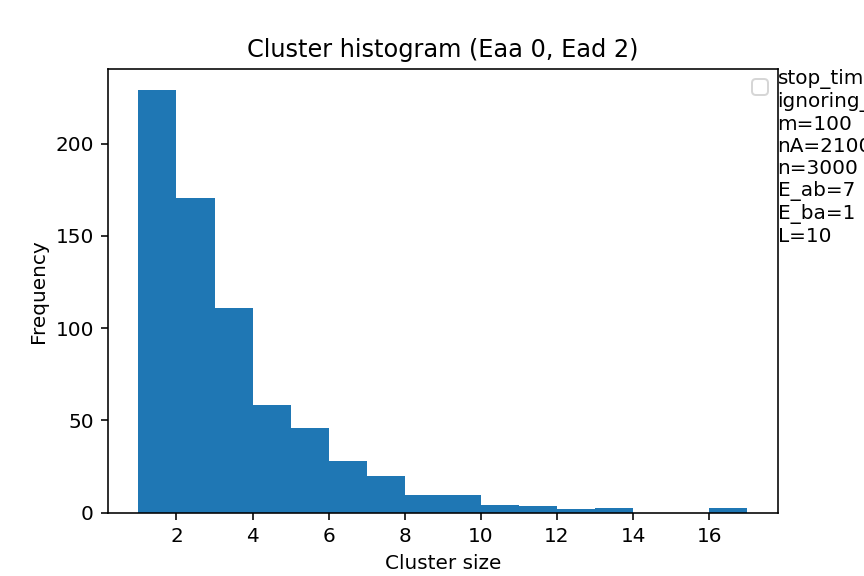 Cluster histogram (Eaa 0, Ead 2)
stop_tim
ignoring_
m=100
nA=2100
n=3000
E_ab=7
E_ba=1
L=10
200
150
100
50
0
Frequency
2 4 6 8 10 12 14 16
Cluster size